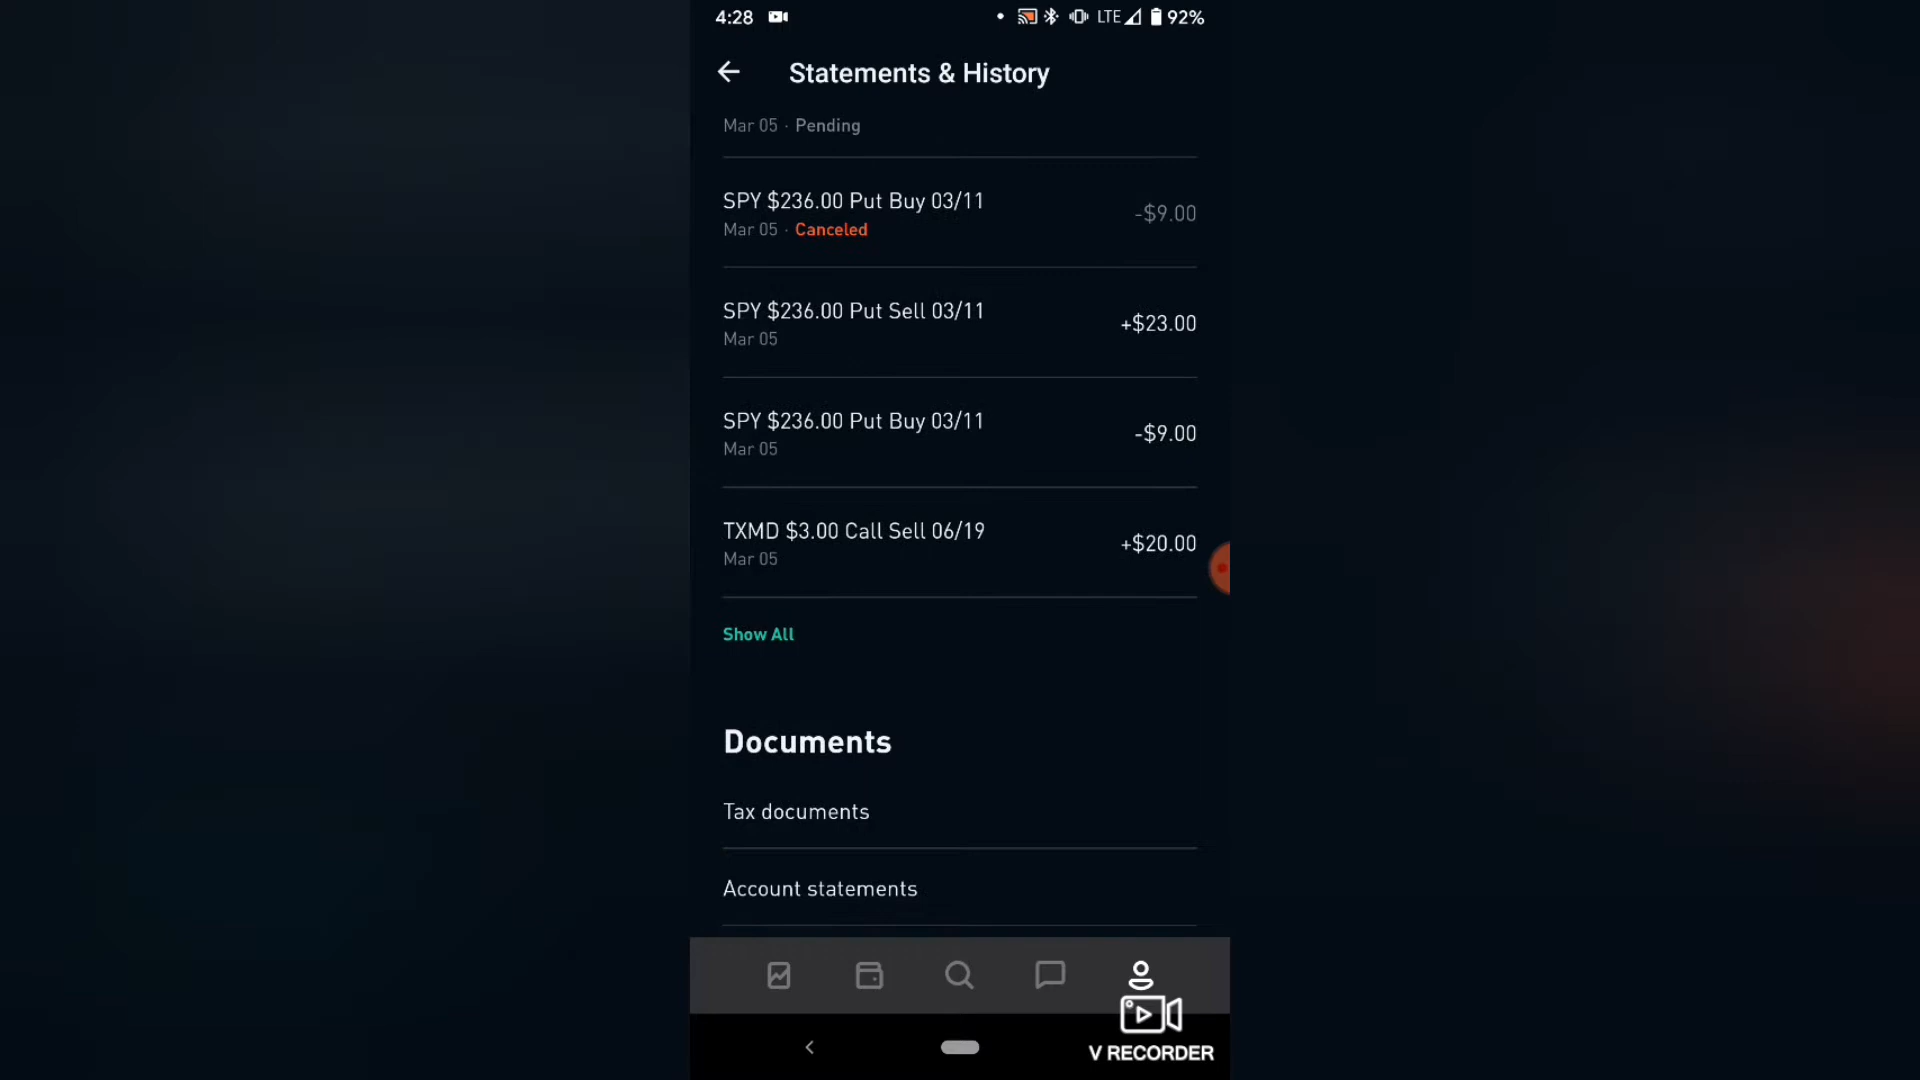 4:28 LTE 92%
Statements & History
Mar 05 · Pending
SPY $236.00 Put Buy 03/11
-$9.00
Mar 05 · Canceled
SPY $236.00 Put Sell 03/11
+$23.00
Mar 05
SPY $236.00 Put Buy 03/11
-$9.00
Mar 05
TXMD $3.00 Call Sell 06/19
+$20.00
Mar 05
Show All
Documents
Tax documents
Account statements
V RECORDER